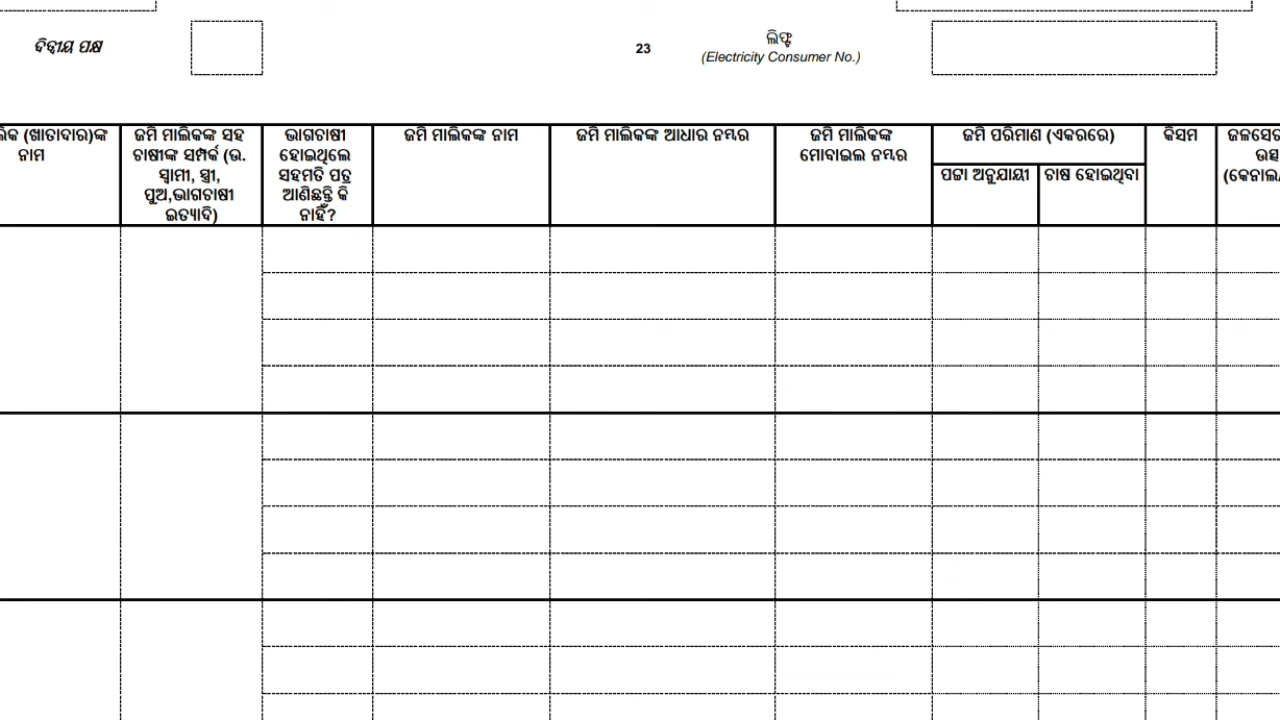 ଦ୍ଵିତୀୟ ପକ୍ଷ
23
ଲିଫ୍ଟ
(Electricity Consumer No.)
(ଖାତାଦାର)ଙ୍କ
ନାମ
ଜମି ମାଲିକଙ୍କ ସହ
ଚାଷୀଙ୍କ ସମ୍ପର୍କ (ଉ.
ସ୍ୱାମୀ, ସ୍ତ୍ରୀ,
ପୁଅ,ଭାଗଚାଷୀ
ଇତ୍ୟାଦି)
ଭାଗଚାଷୀ
ହୋଇଥିଲେ
ସହମତି ପତ୍ର
ଆଣିଛନ୍ତି କି
ନାହିଁ?
ଜମି ମାଲିକଙ୍କ ନାମ
ଜମି ମାଲିକଙ୍କ ଆଧାର ନମ୍ବର
ଜମି ମାଲିକଙ୍କ
ମୋବାଇଲ ନମ୍ବର
ଜମି ପରିମାଣ (ଏକରରେ)
ପଟ୍ଟା ଅନୁଯାୟୀ
ଚାଷ ହୋଇଥିବା
କିସମ